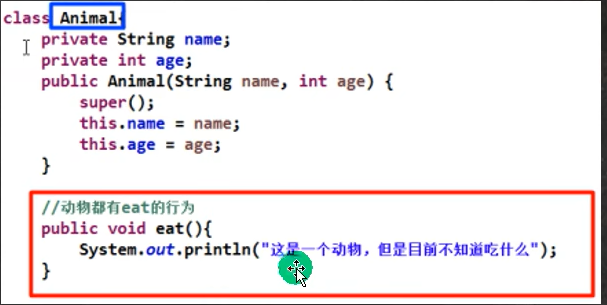 class Animal{
private String name;
private int age;
public Animal(String name, int age) {
super();
this.name = name;
this.age = age;
}
//动物都有eat的行为
public void eat(){
System.out.println("这是一个动物，但是目前不知道吃什么");
}